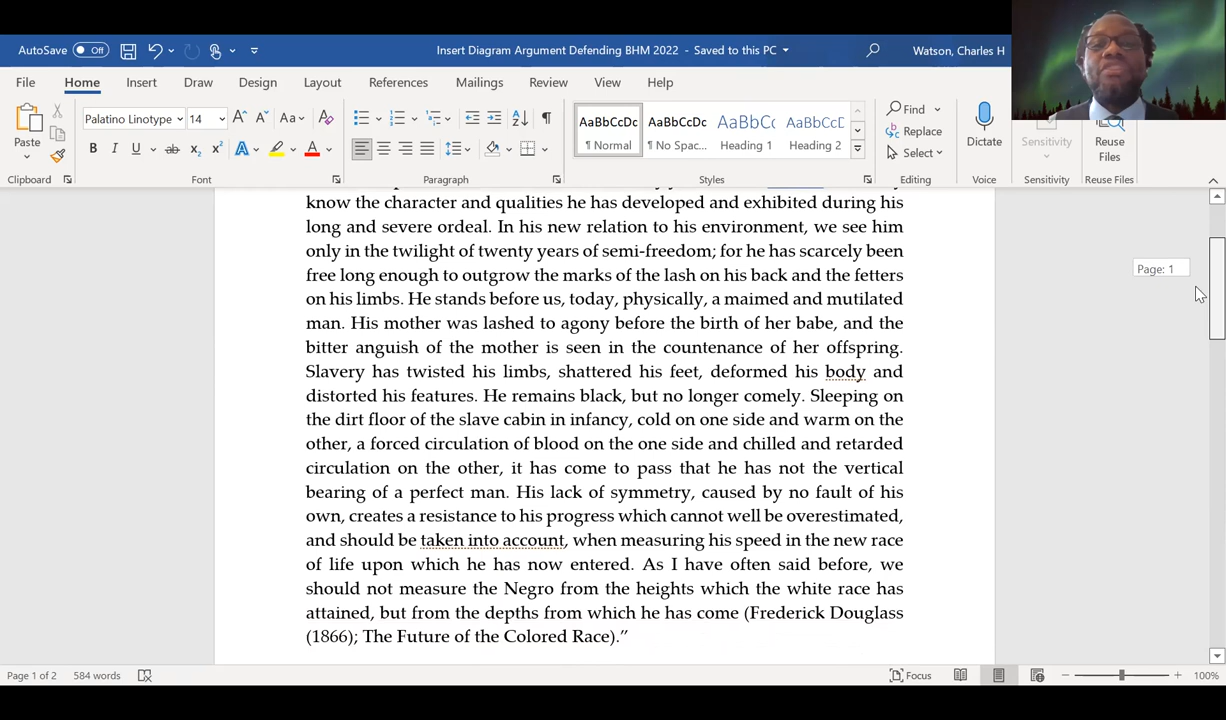 AutoSave Off Insert Diagram Argument Defending BHM 2022 - Saved to this PC Watson, Charles H
File Home Insert Draw Design Layout References Mailings Review View Help
Palatino Linotype 14 Aa AaBbCcDc AaBbCcDc AaBbCc AaBbCcD Find
Replace
Paste B I U ab x₂ x² A A ¶ Normal ¶ No Spac... Heading 1 Heading 2 Select Dictate Sensitivity Reuse Files
Clipboard Font Paragraph Styles Editing Voice Sensitivity Reuse Files
know the character and qualities he has developed and exhibited during his
long and severe ordeal. In his new relation to his environment, we see him
only in the twilight of twenty years of semi-freedom; for he has scarcely been
free long enough to outgrow the marks of the lash on his back and the fetters
on his limbs. He stands before us, today, physically, a maimed and mutilated
man. His mother was lashed to agony before the birth of her babe, and the
bitter anguish of the mother is seen in the countenance of her offspring.
Slavery has twisted his limbs, shattered his feet, deformed his body and
distorted his features. He remains black, but no longer comely. Sleeping on
the dirt floor of the slave cabin in infancy, cold on one side and warm on the
other, a forced circulation of blood on the one side and chilled and retarded
circulation on the other, it has come to pass that he has not the vertical
bearing of a perfect man. His lack of symmetry, caused by no fault of his
own, creates a resistance to his progress which cannot well be overestimated,
and should be taken into account, when measuring his speed in the new race
of life upon which he has now entered. As I have often said before, we
should not measure the Negro from the heights which the white race has
attained, but from the depths from which he has come (Frederick Douglass
(1866); The Future of the Colored Race).”
Page: 1
Page 1 of 2 584 words Focus 100%